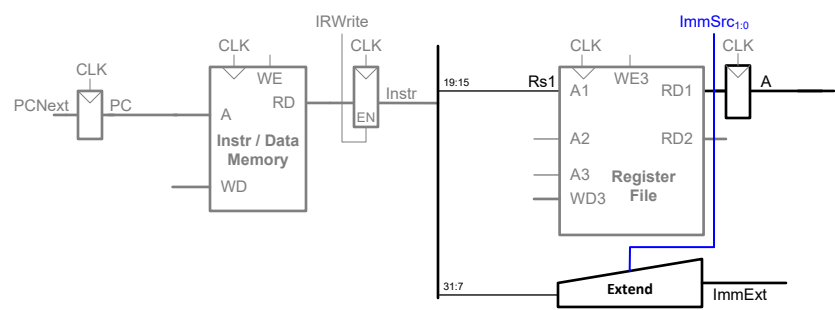 IRWrite
ImmSrc1:0
CLK
CLK
CLK
CLK
CLK
WE
WE3
PCNext
PC
A
RD
EN
Instr
19:15
Rs1
A1
RD1
A
Instr / Data
Memory
A2
RD2
WD
A3
WD3
Register
File
31:7
Extend
ImmExt